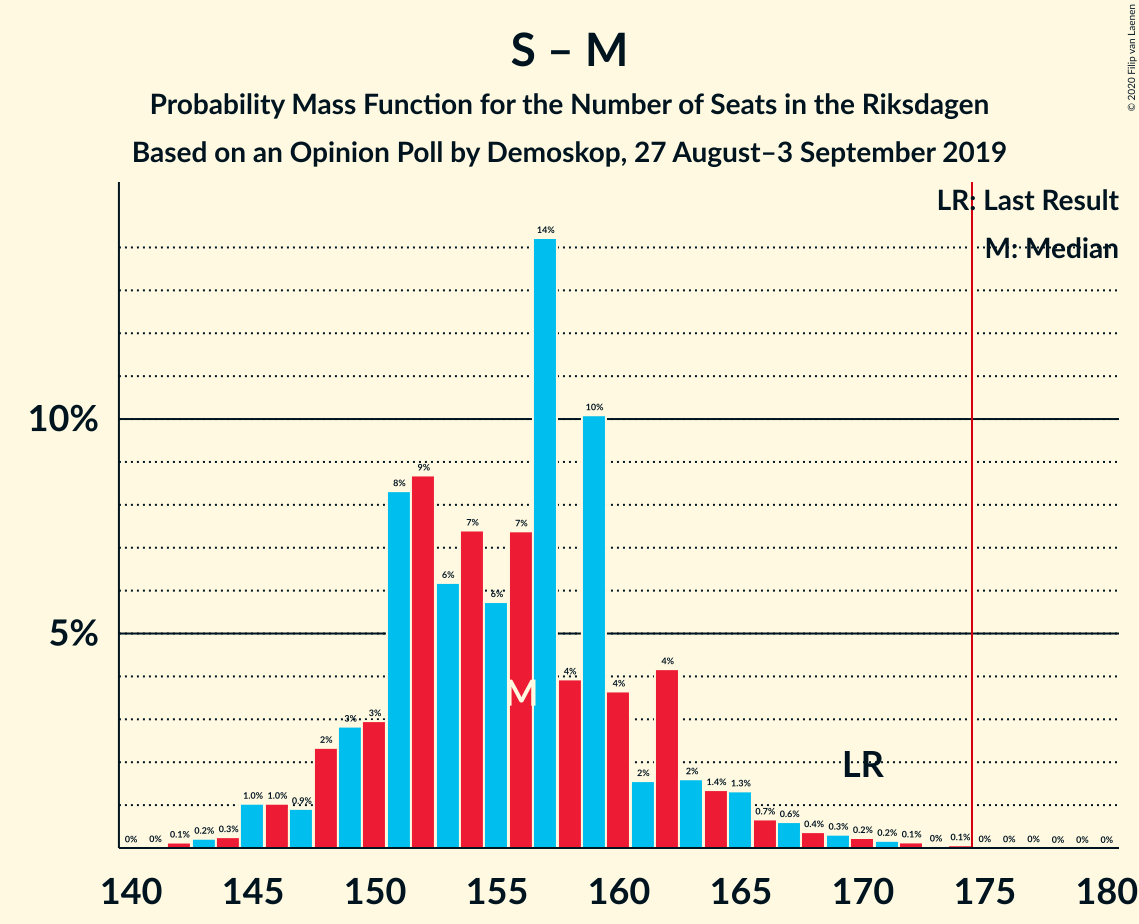 S – M
Probability Mass Function for the Number of Seats in the Riksdagen
Based on an Opinion Poll by Demoskop, 27 August–3 September 2019
© 2020 Filip van Laenen
LR: Last Result
M: Median
10%
5%
0% 0% 0.1% 0.2% 0.3% 1.0% 1.0% 0.9% 2% 3% 3% 8% 9% 6% 7% 6% 7% 14% 4% 10% 4% 2% 4% 2% 1.4% 1.3% 0.7% 0.6% 0.4% 0.3% 0.2% 0.2% 0.1% 0% 0.1% 0% 0% 0% 0% 0% 0%
M
LR
140 145 150 155 160 165 170 175 180